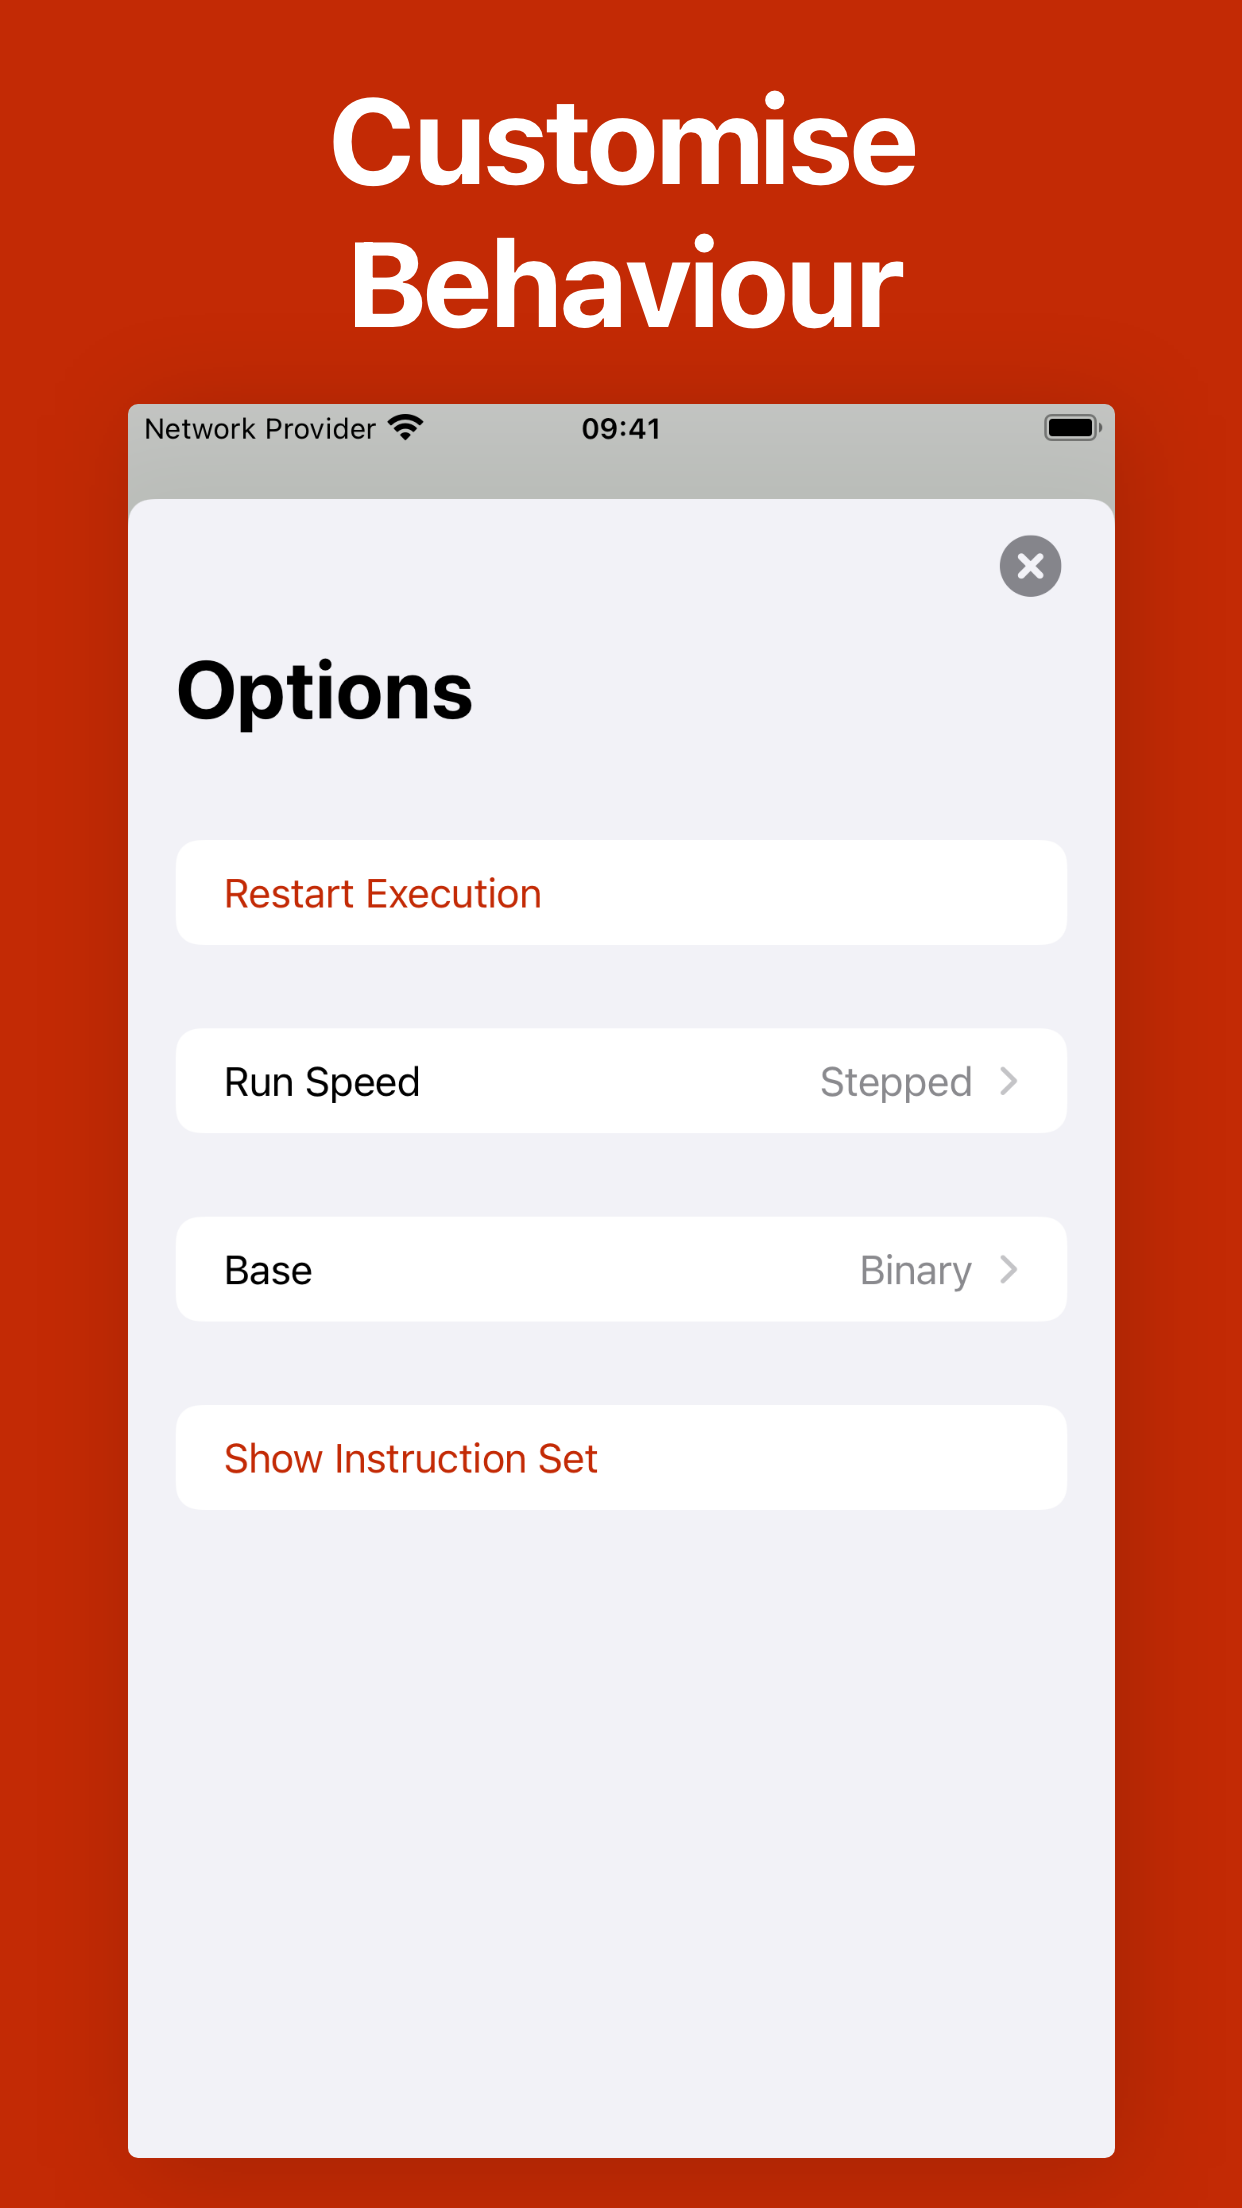 Customise
Behaviour
Network Provider 09:41
Options
Restart Execution
Run Speed Stepped
Base Binary
Show Instruction Set